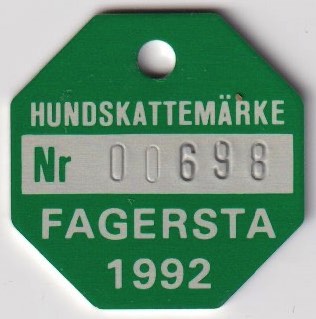 HUNDSKATTEMÄRKE
Nr 00698
FAGERSTA
1992